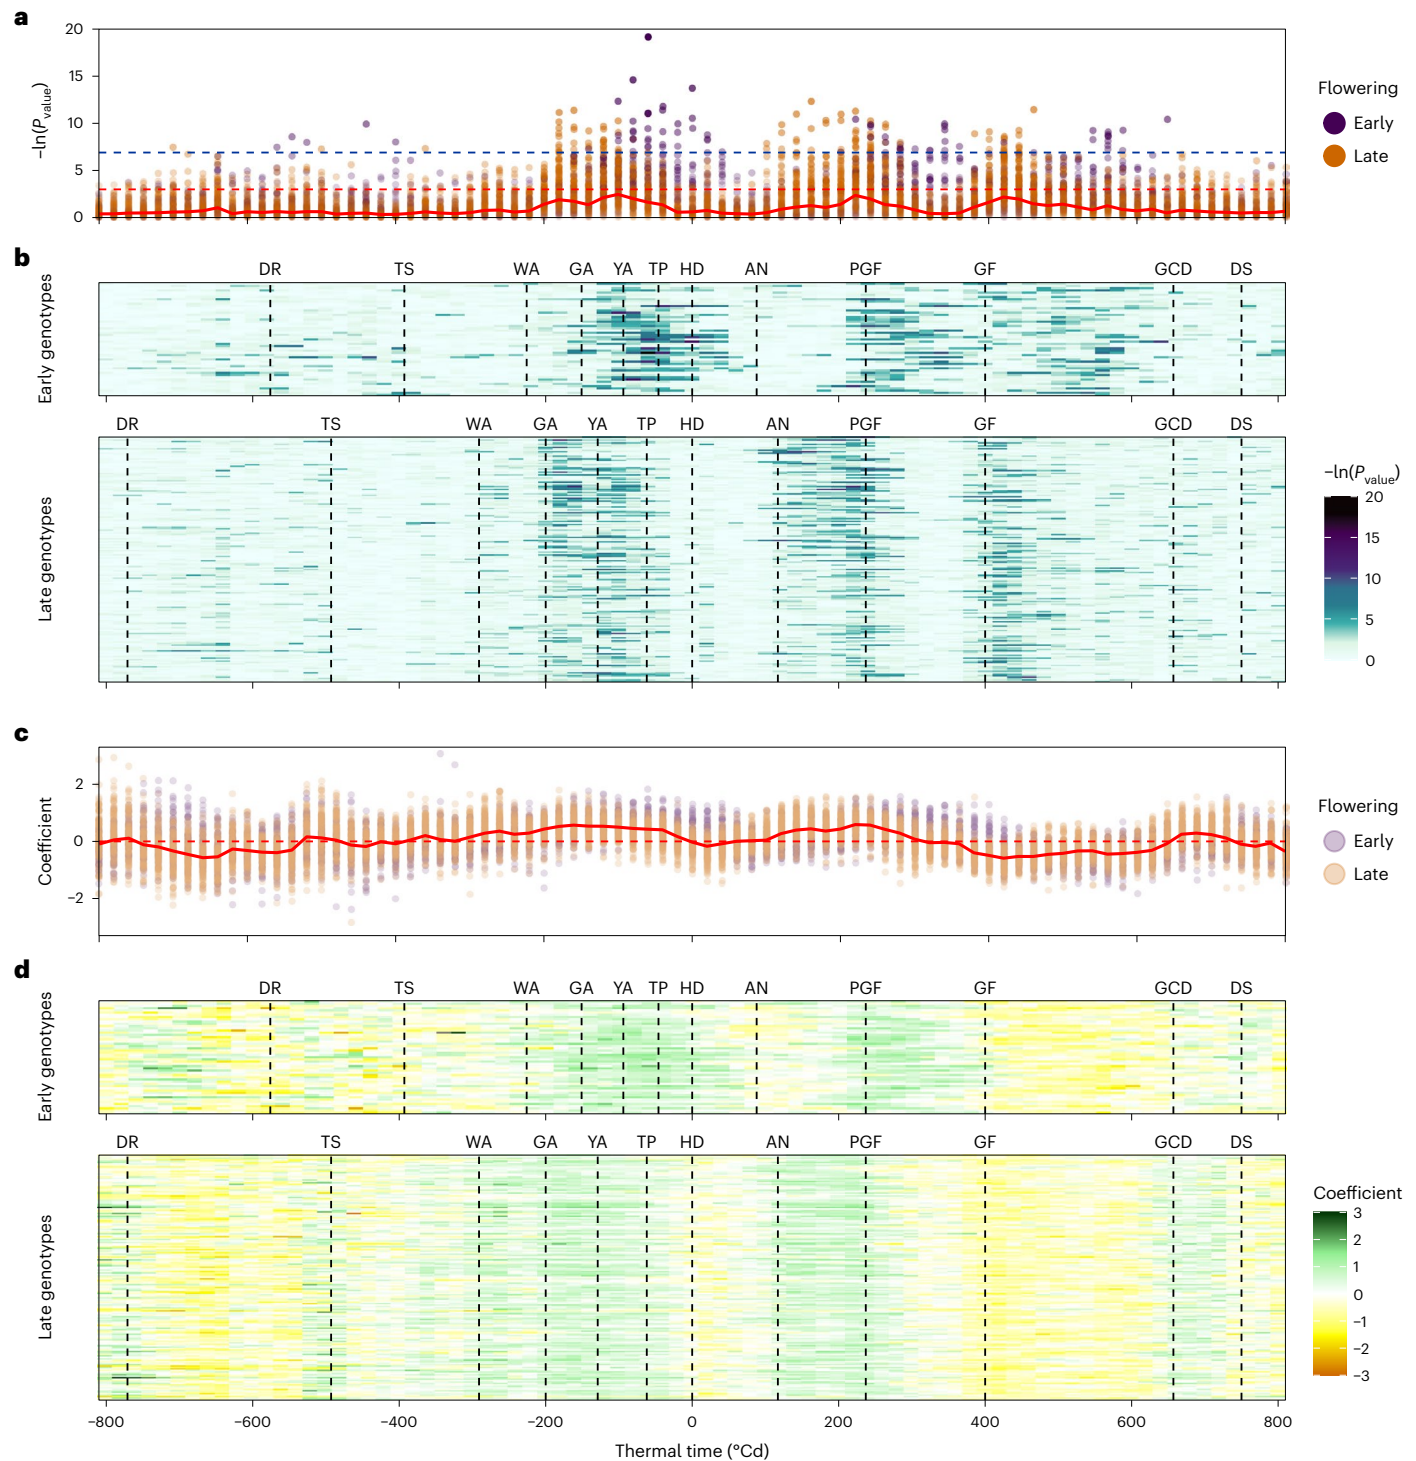 a
20
15
10
5
0
−ln(Pvalue)
Flowering
Early
Late
b
DR TS WA GA YA TP HD AN PGF GF GCD DS
Early genotypes
DR TS WA GA YA TP HD AN PGF GF GCD DS
Late genotypes
−ln(Pvalue)
20
15
10
5
0
c
2
0
−2
Coefficient
Flowering
Early
Late
d
DR TS WA GA YA TP HD AN PGF GF GCD DS
Early genotypes
DR TS WA GA YA TP HD AN PGF GF GCD DS
Late genotypes
Coefficient
3
2
1
0
−1
−2
−3
−800 −600 −400 −200 0 200 400 600 800
Thermal time (°Cd)